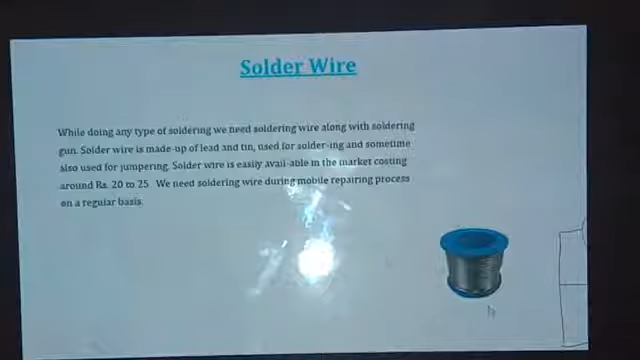 Solder Wire
While doing any type of soldering we need soldering wire along with soldering
gun. Solder wire is made-up of lead and tin, used for solder-ing and sometime
also used for jumpering. Solder wire is easily avail-able in the market costing
around Rs. 20 to 25. We need soldering wire during mobile repairing process
on a regular basis.